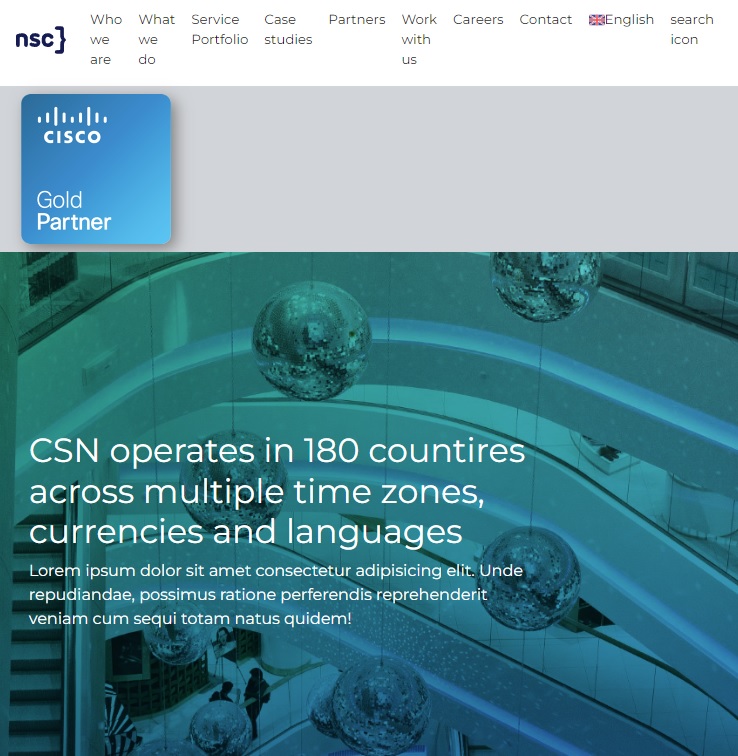 nsc}
Who
we
are
What
we
do
Service
Portfolio
Case
studies
Partners
Work
with
us
Careers
Contact
English
search
icon
CISCO
Gold
Partner
CSN operates in 180 countires
across multiple time zones,
currencies and languages
Lorem ipsum dolor sit amet consectetur adipisicing elit. Unde
repudiandae, possimus ratione perferendis reprehenderit
veniam cum sequi totam natus quidem!